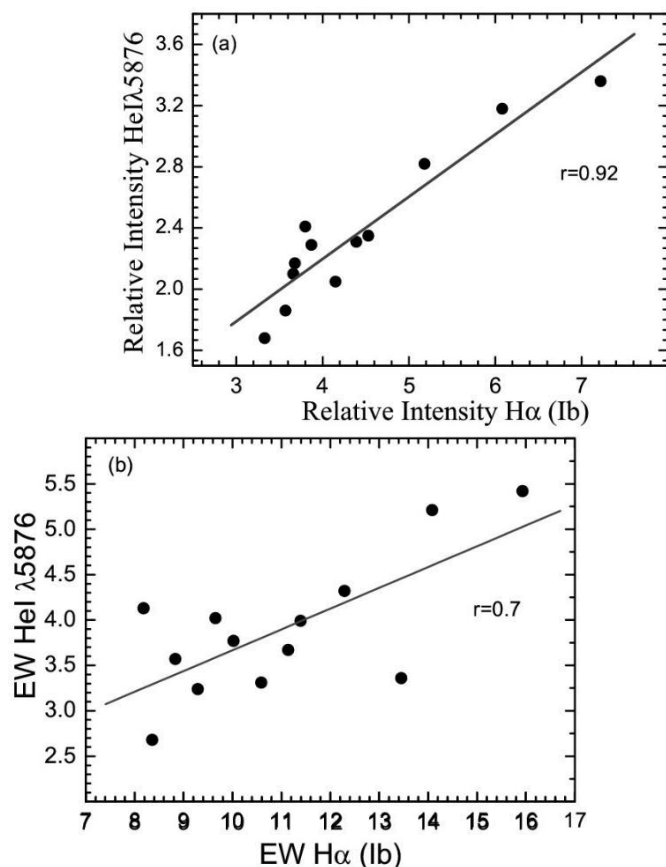 (a)
Relative Intensity HeIλ5876
3.6
3.2
2.8
2.4
2.0
1.6
r=0.92
3 4 5 6 7
Relative Intensity Hα (Ib)
(b)
EW HeI λ5876
5.5
5.0
4.5
4.0
3.5
3.0
2.5
r=0.7
7 8 9 10 11 12 13 14 15 16 17
EW Hα (Ib)